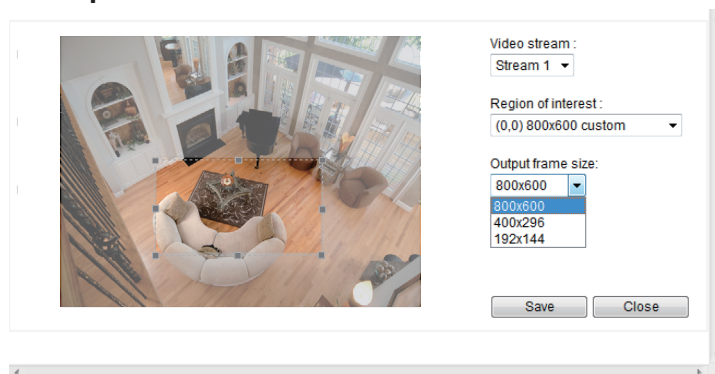 Video stream :
Stream 1
Region of interest :
(0,0) 800x600 custom
Output frame size:
800x600
800x600
400x296
192x144
Save
Close